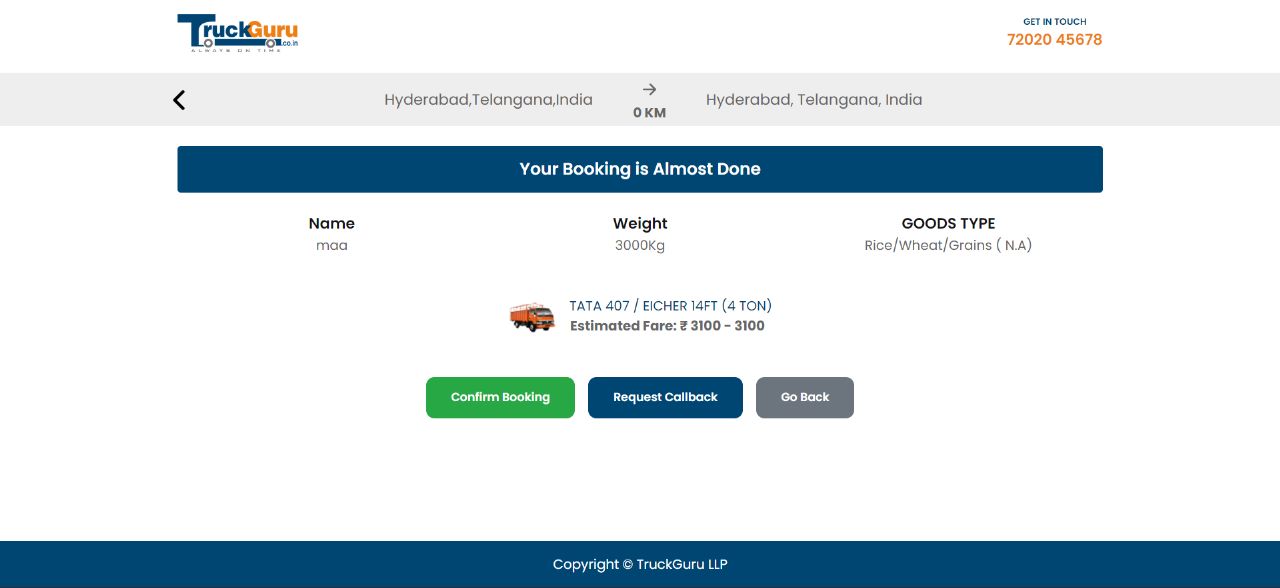 TruckGuru
.co.in
ALWAYS ON TIME
GET IN TOUCH
72020 45678
Hyderabad,Telangana,India
→
0 KM
Hyderabad, Telangana, India
Your Booking is Almost Done
Name
maa
Weight
3000Kg
GOODS TYPE
Rice/Wheat/Grains ( N.A)
TATA 407 / EICHER 14FT (4 TON)
Estimated Fare: ₹ 3100 - 3100
Confirm Booking
Request Callback
Go Back
Copyright © TruckGuru LLP